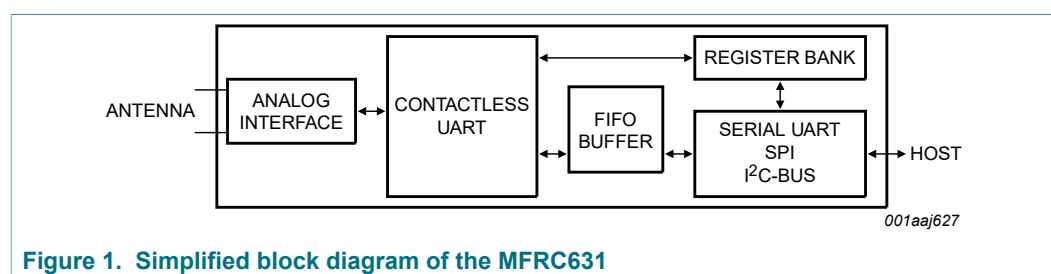 REGISTER BANK
ANTENNA
ANALOG
INTERFACE
CONTACTLESS
UART
FIFO
BUFFER
SERIAL UART
SPI
I²C-BUS
HOST
001aaj627
Figure 1. Simplified block diagram of the MFRC631